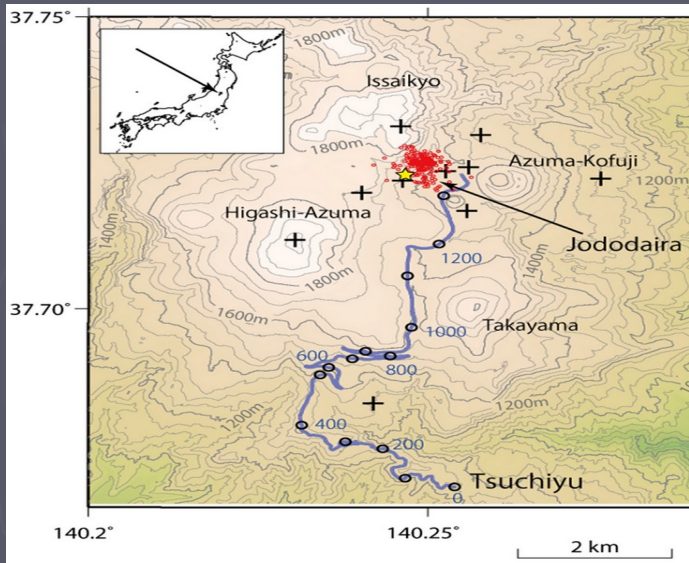 37.75°
1800m
Issaikyo
1800m
Azuma-Kofuji
1200m
Higashi-Azuma
Jododaira
1400m
1200
1400m
1800m
37.70°
1600m
1000
Takayama
600
800
1200m
1200m
400
200
Tsuchiyu
0
140.2°
140.25°
2 km